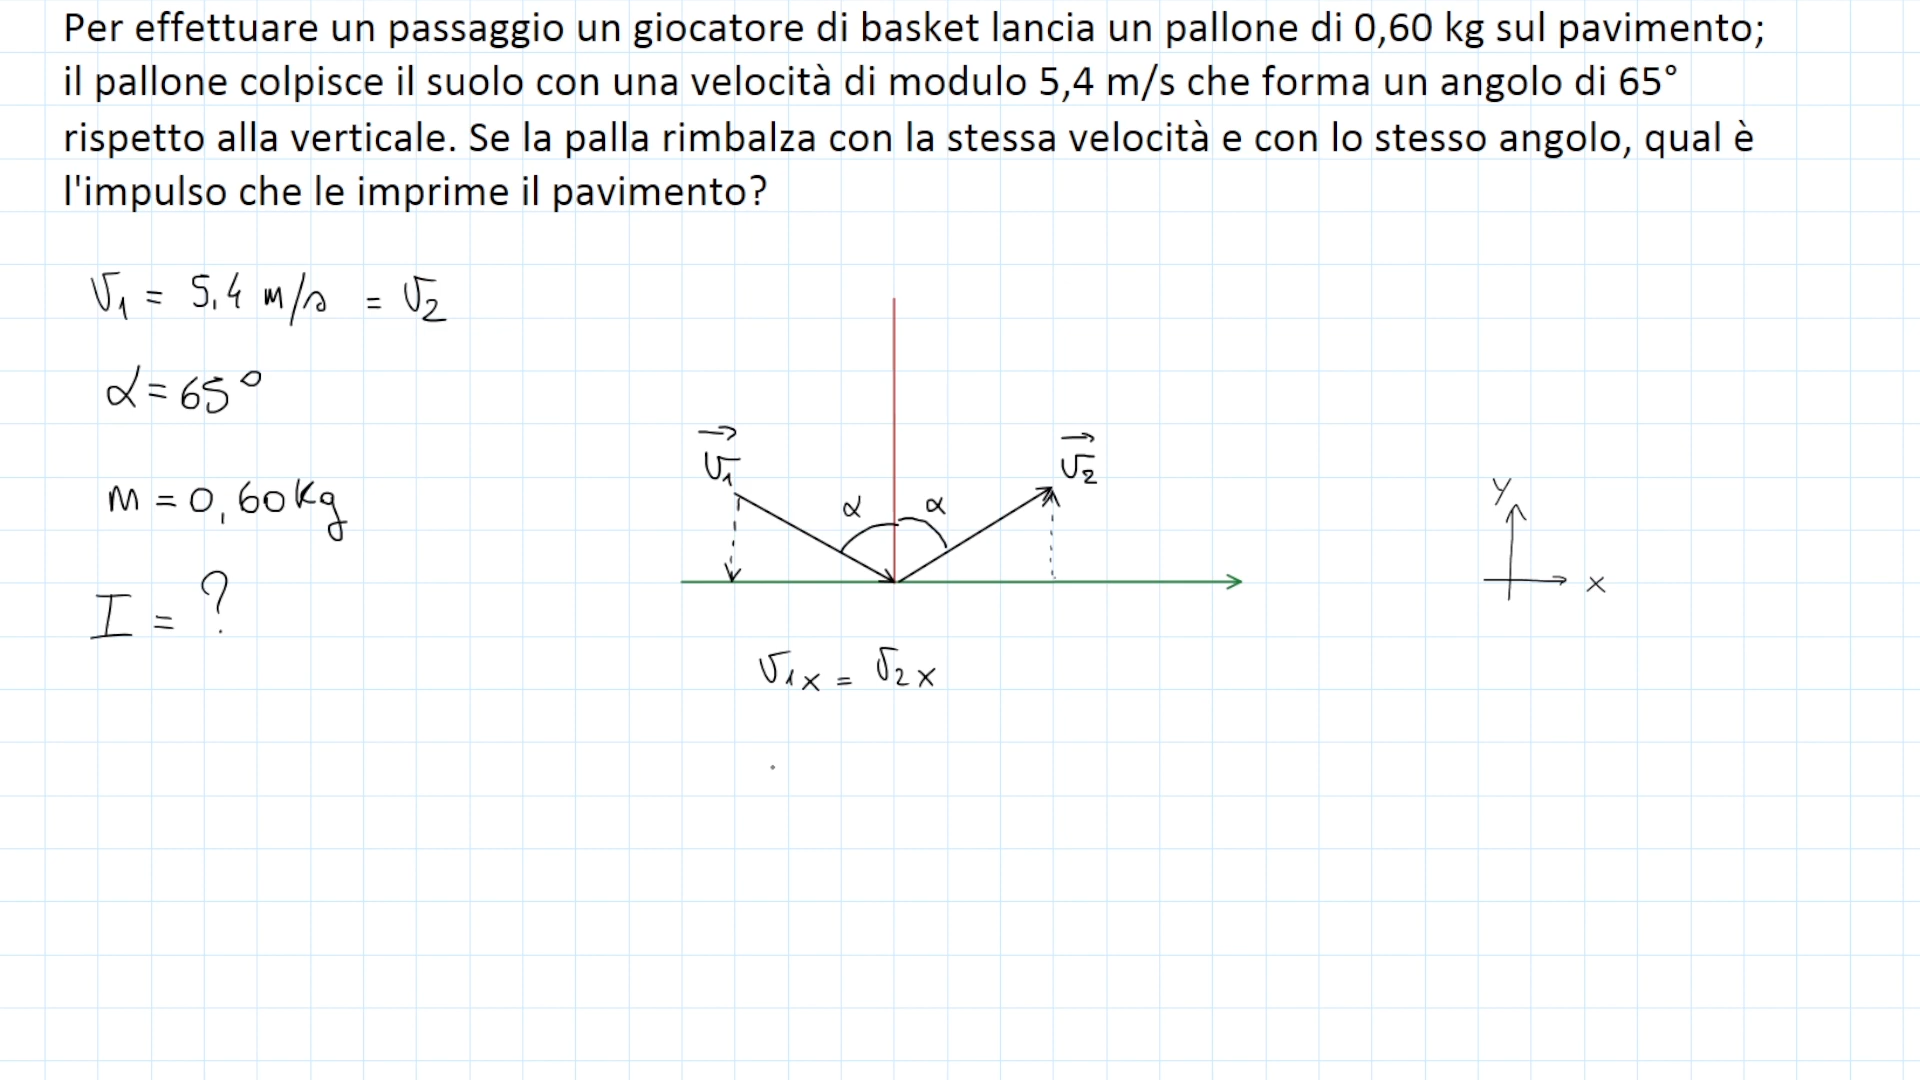 Per effettuare un passaggio un giocatore di basket lancia un pallone di 0,60 kg sul pavimento;
il pallone colpisce il suolo con una velocità di modulo 5,4 m/s che forma un angolo di 65°
rispetto alla verticale. Se la palla rimbalza con la stessa velocità e con lo stesso angolo, qual è
l'impulso che le imprime il pavimento?
v₁ = 5,4 m/s = v₂
α = 65°
m = 0,60 kg
I = ?
v⃗₁
α α
v⃗₂
y
x
v₁ₓ = v₂ₓ